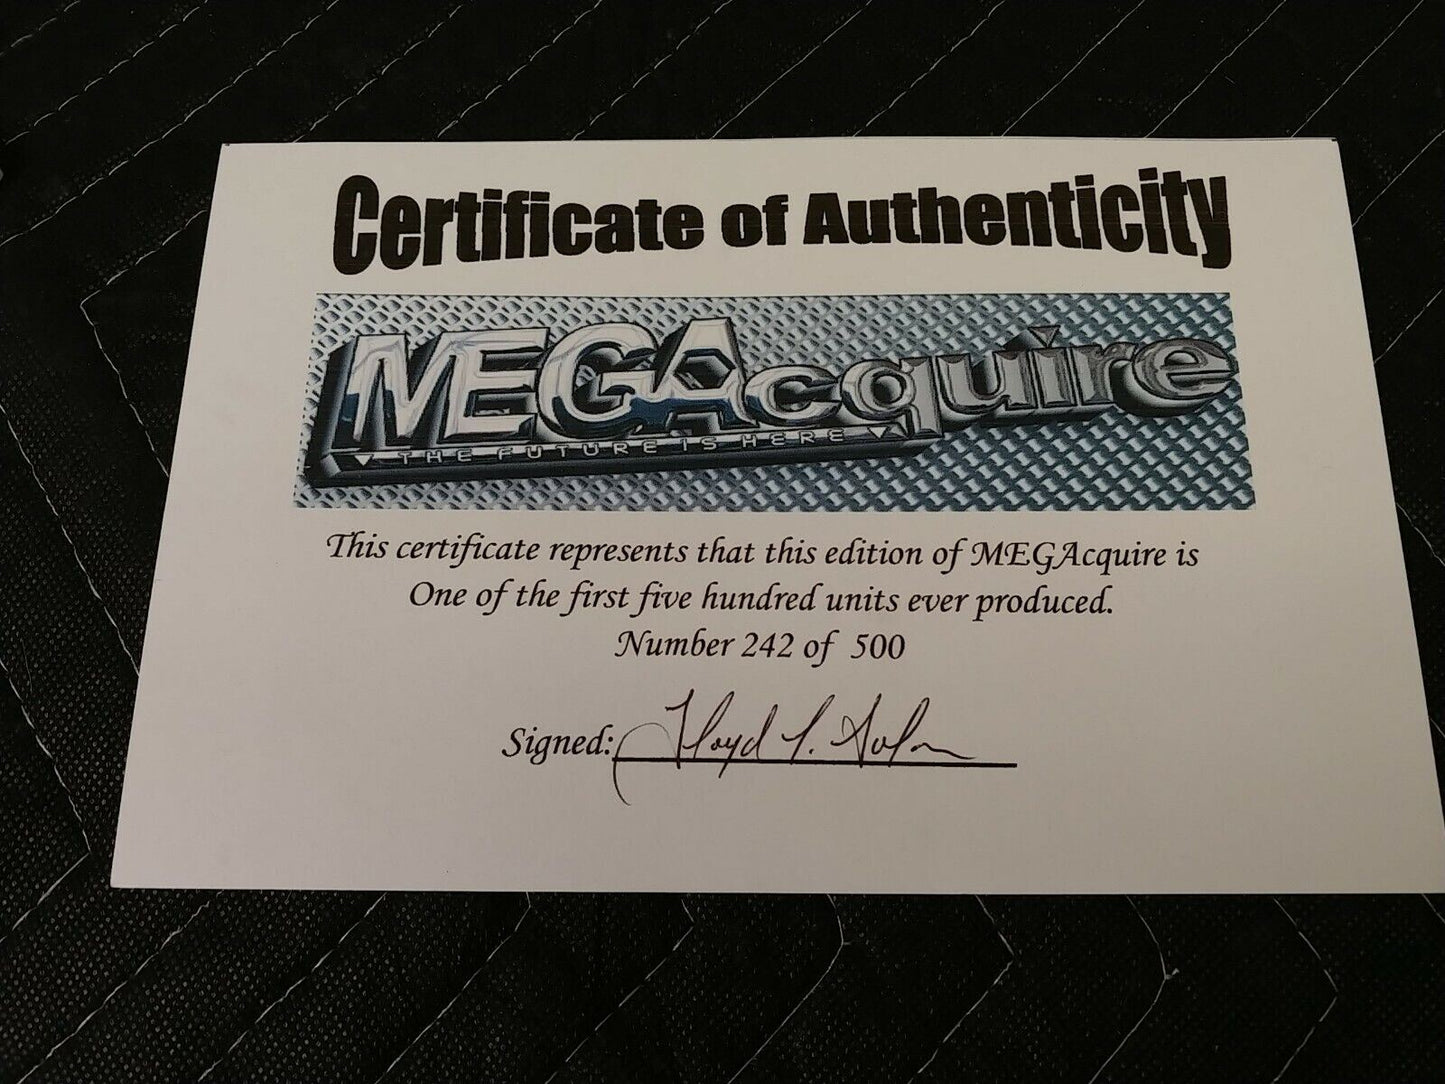 Certificate of Authenticity
MEGAcquire
THE FUTURE IS HERE
This certificate represents that this edition of MEGAcquire is
One of the first five hundred units ever produced.
Number 242 of 500
Signed: Floyd